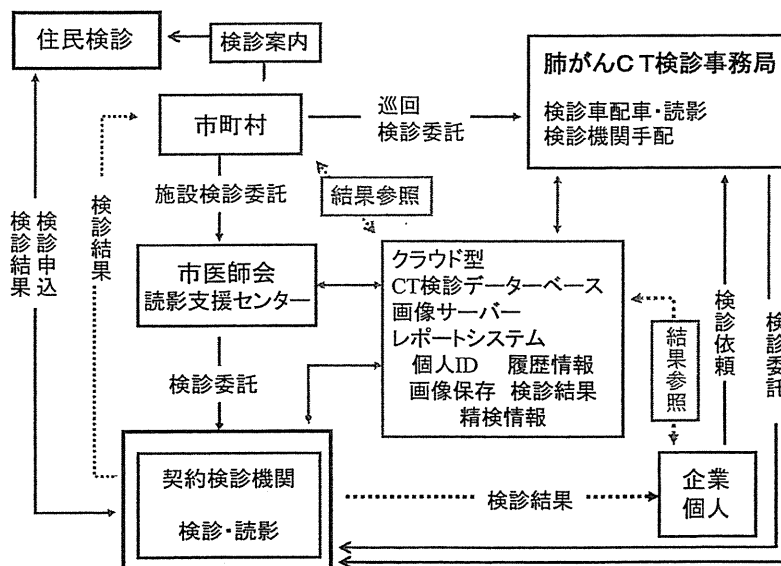 住民検診
検診案内
肺がんCT検診事務局
検診車配車・読影
検診機関手配
市町村
巡回
検診委託
施設検診委託
結果参照
検診結果
検診申込
検診結果
市医師会
読影支援センター
クラウド型
CT検診データーベース
画像サーバー
レポートシステム
個人ID 履歴情報
画像保存 検診結果
精検情報
結果参照
検診依頼
検診委託
検診委託
契約検診機関
検診・読影
検診結果
企業
個人